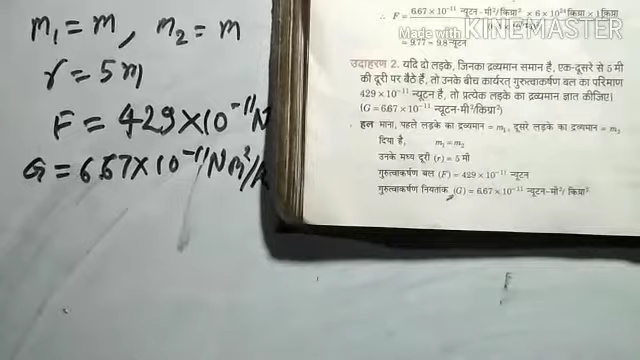 m₁ = m, m₂ = m
r = 5m
F = 429×10⁻¹¹ N
G = 6.67×10⁻¹¹ Nm²/
∴ F = 6.67×10⁻¹¹ न्यूटन-मी²/किग्रा² × 6×10²⁴ किग्रा × 1 किग्रा
= 9.77 = 9.8 न्यूटन
Made with KINEMASTER
उदाहरण 2. यदि दो लड़के, जिनका द्रव्यमान समान है, एक-दूसरे से 5 मी
की दूरी पर बैठे हैं, तो उनके बीच कार्यरत् गुरुत्वाकर्षण बल का परिमाण
429×10⁻¹¹ न्यूटन है, तो प्रत्येक लड़के का द्रव्यमान ज्ञात कीजिए।
(G = 6.67×10⁻¹¹ न्यूटन-मी²/किग्रा²)
हल माना, पहले लड़के का द्रव्यमान = m₁, दूसरे लड़के का द्रव्यमान = m₂
दिया है, m₁ = m₂
उनके मध्य दूरी (r) = 5 मी
गुरुत्वाकर्षण बल (F) = 429×10⁻¹¹ न्यूटन
गुरुत्वाकर्षण नियतांक (G) = 6.67×10⁻¹¹ न्यूटन-मी²/किग्रा²